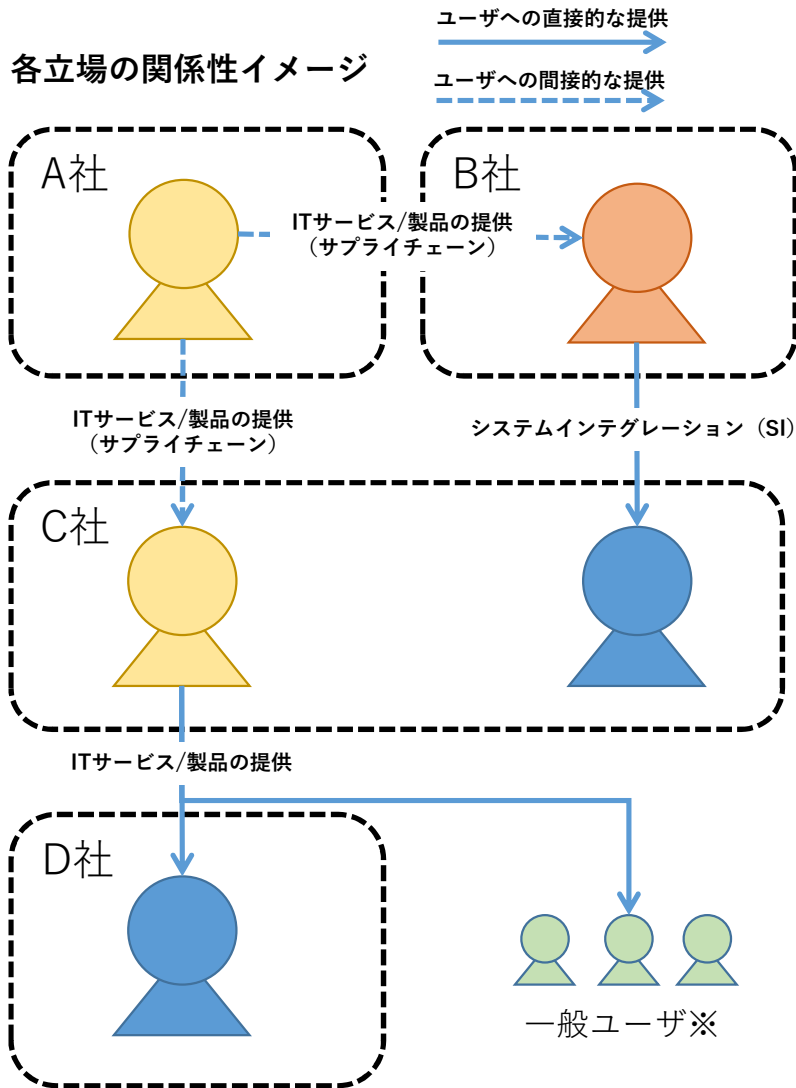 ユーザへの直接的な提供
各立場の関係性イメージ
ユーザへの間接的な提供
A社
B社
ITサービス/製品の提供
（サプライチェーン）
ITサービス/製品の提供
（サプライチェーン）
システムインテグレーション（SI）
C社
ITサービス/製品の提供
D社
一般ユーザ※